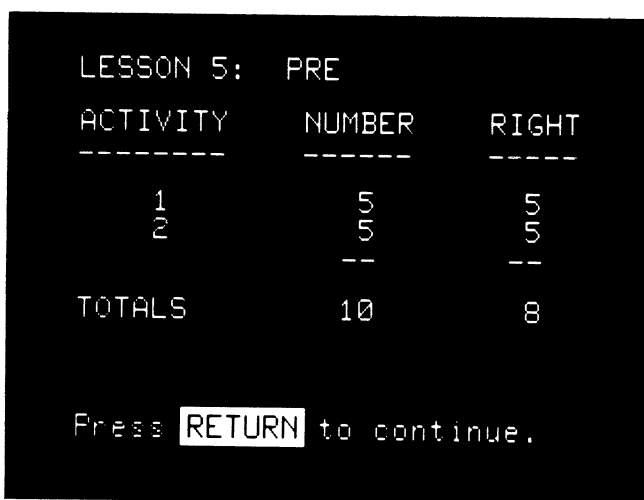 LESSON 5: PRE
ACTIVITY NUMBER RIGHT
-------- ------ -----
1 5 5
2 5 5
-- --
TOTALS 10 8
Press RETURN to continue.